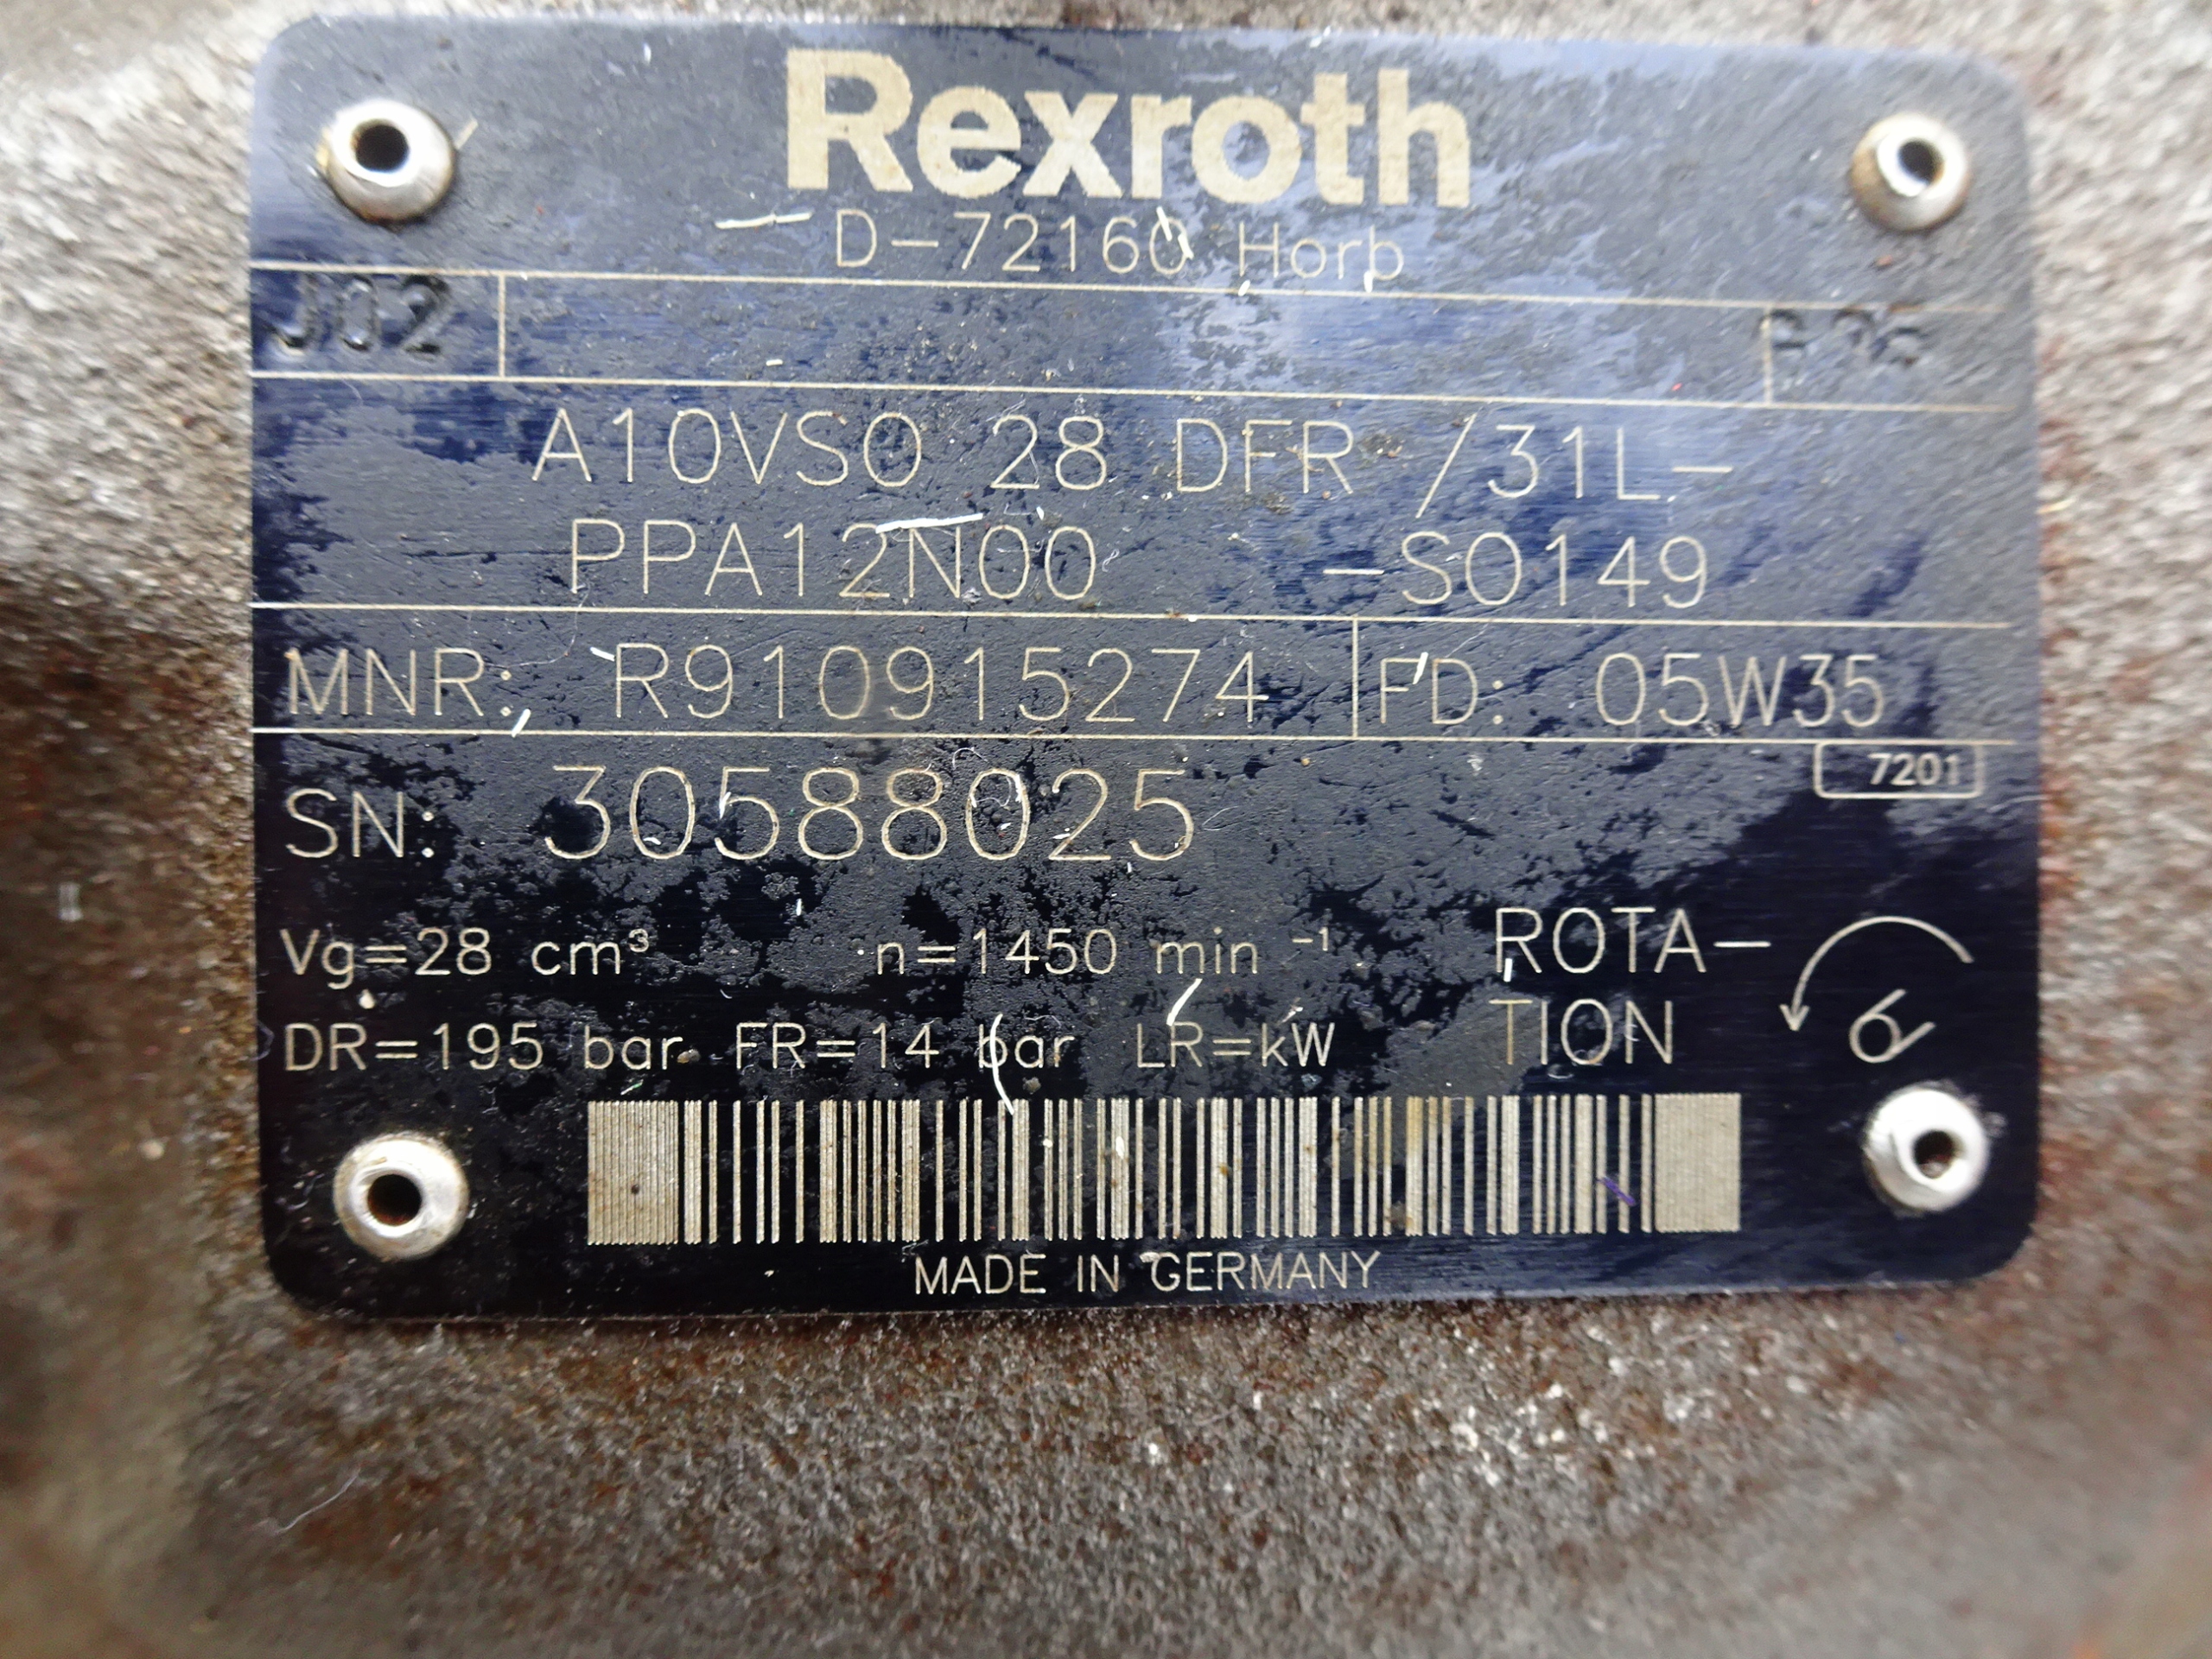 Rexroth
D-72160 Horb
J02
A10VSO 28 DFR /31L-
PPA12N00 -SO149
MNR: R910915274 FD: 05W35
7201
SN: 30588025
Vg=28 cm³ n=1450 min⁻¹ ROTA-
DR=195 bar FR=14 bar LR=kW TION
MADE IN GERMANY